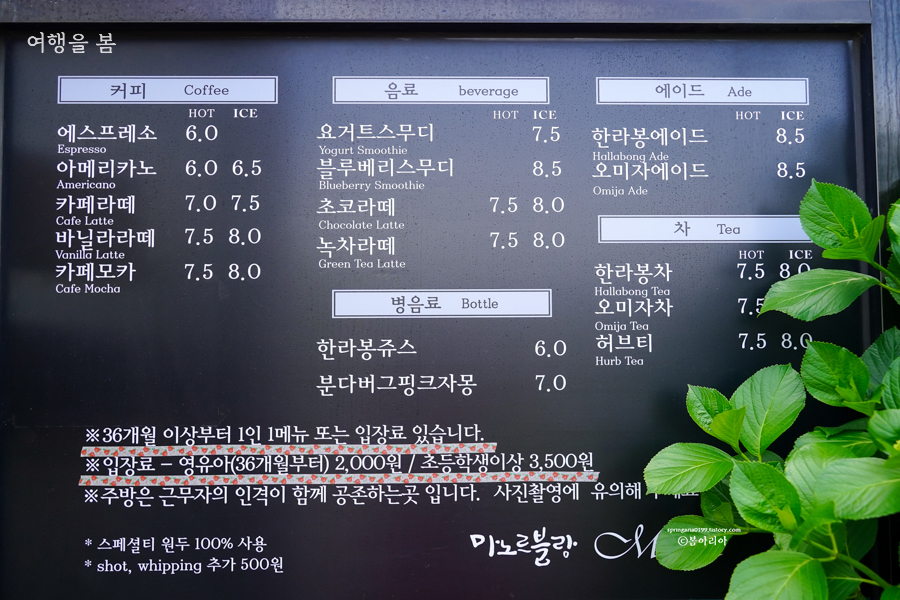 여행을 봄
커피 Coffee
HOT ICE
에스프레소 6.0
Espresso
아메리카노 6.0 6.5
Americano
카페라떼 7.0 7.5
Cafe Latte
바닐라라떼 7.5 8.0
Vanilla Latte
카페모카 7.5 8.0
Cafe Mocha
음료 beverage
HOT ICE
요거트스무디 7.5
Yogurt Smoothie
블루베리스무디 8.5
Blueberry Smoothie
초코라떼 7.5 8.0
Chocolate Latte
녹차라떼 7.5 8.0
Green Tea Latte
병음료 Bottle
한라봉쥬스 6.0
분다버그핑크자몽 7.0
에이드 Ade
HOT ICE
한라봉에이드 8.5
Hallabong Ade
오미자에이드 8.5
Omija Ade
차 Tea
HOT ICE
한라봉차 7.5 8.0
Hallabong Tea
오미자차
Omija Tea
허브티 7.5 8.0
Hurb Tea
※36개월 이상부터 1인 1메뉴 또는 입장료 있습니다.
※입장료 - 영유아(36개월부터) 2,000원 / 초등학생이상 3,500원
※주방은 근무자의 인격이 함께 공존하는곳 입니다. 사진촬영에 유의해
* 스페셜티 원두 100% 사용
* shot, whipping 추가 500원
미노르블랑 M
springaria0199.tistory.com
©봄아리아